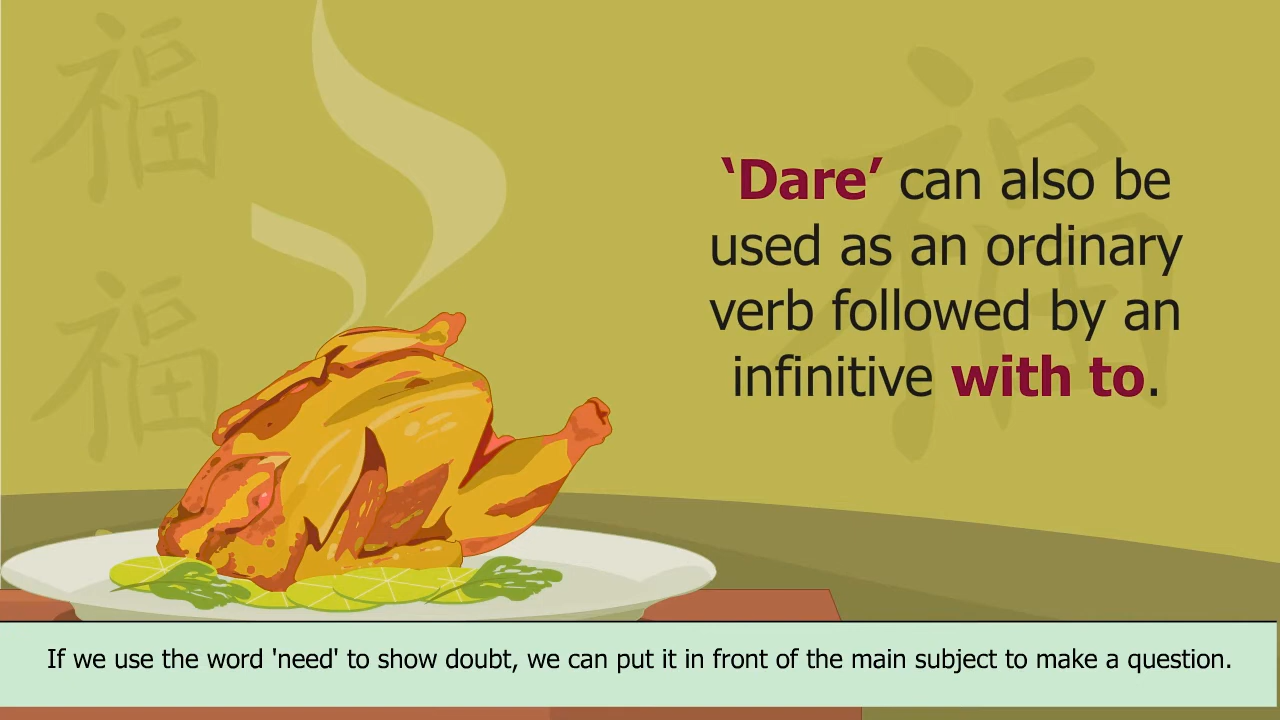 福
福
福
‘Dare’ can also be
used as an ordinary
verb followed by an
infinitive with to.
If we use the word 'need' to show doubt, we can put it in front of the main subject to make a question.